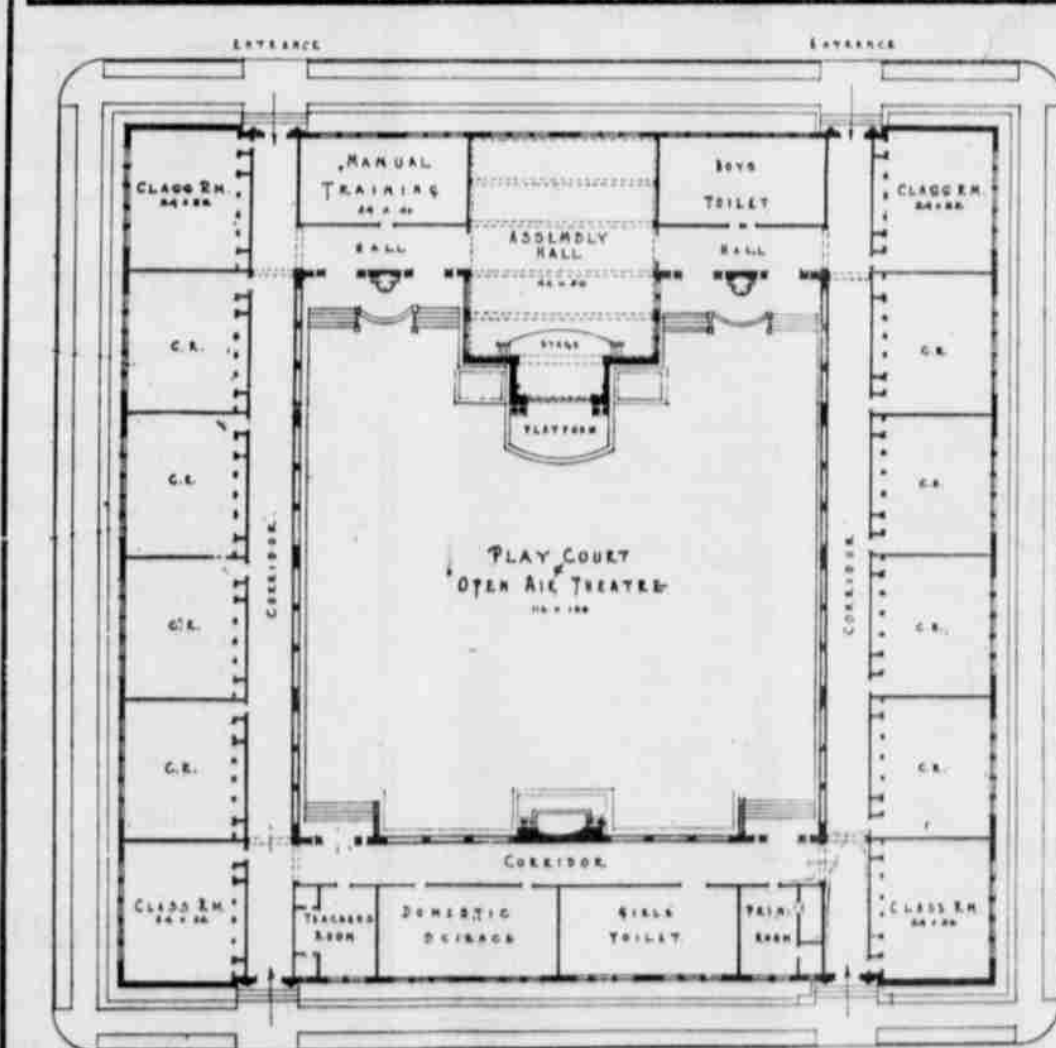 ENTRANCE
ENTRANCE
MANUAL
TRAINING
BOYS
TOILET
CLASS RM.
CLASS RM.
HALL
ASSEMBLY
HALL
HALL
C.R.
STAGE
C.R.
PLATFORM
C.R.
C.R.
CORRIDOR
PLAY COURT
&
OPEN AIR THEATRE
CORRIDOR
C.R.
C.R.
C.R.
C.R.
CORRIDOR
CLASS RM.
TEACHERS
ROOM
DOMESTIC
SCIENCE
GIRLS
TOILET
PRIN.
ROOM
CLASS RM.